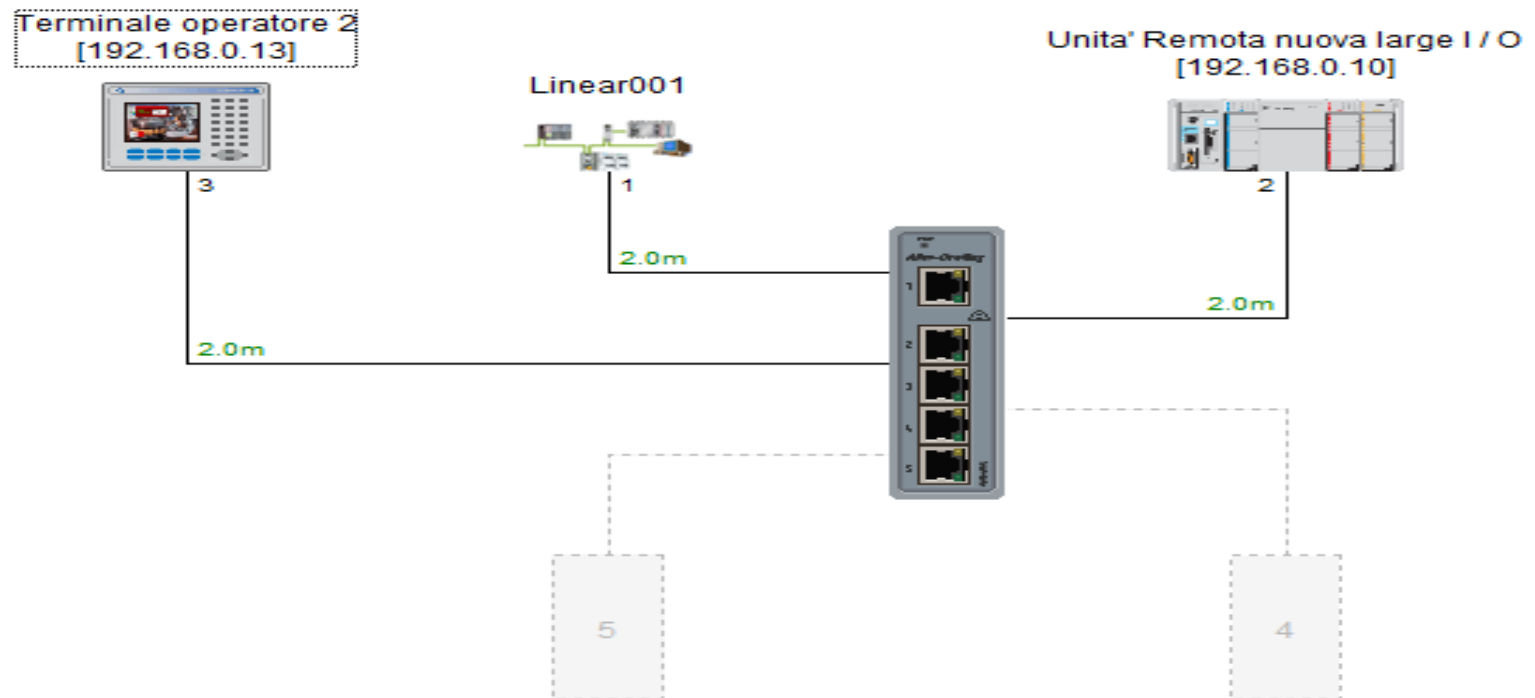 Terminale operatore 2
[192.168.0.13]
Linear001
Unita' Remota nuova large I / O
[192.168.0.10]
3
1
2
2.0m
2.0m
2.0m
1
2
3
4
5
5
4